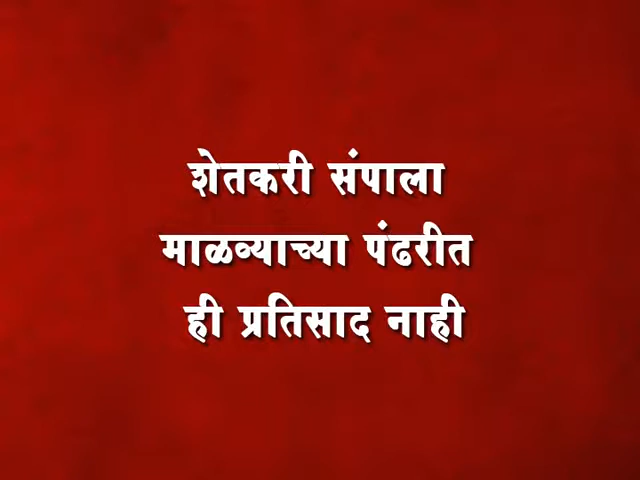 शेतकरी संपाला
माळव्याच्या पंढरीत
ही प्रतिसाद नाही